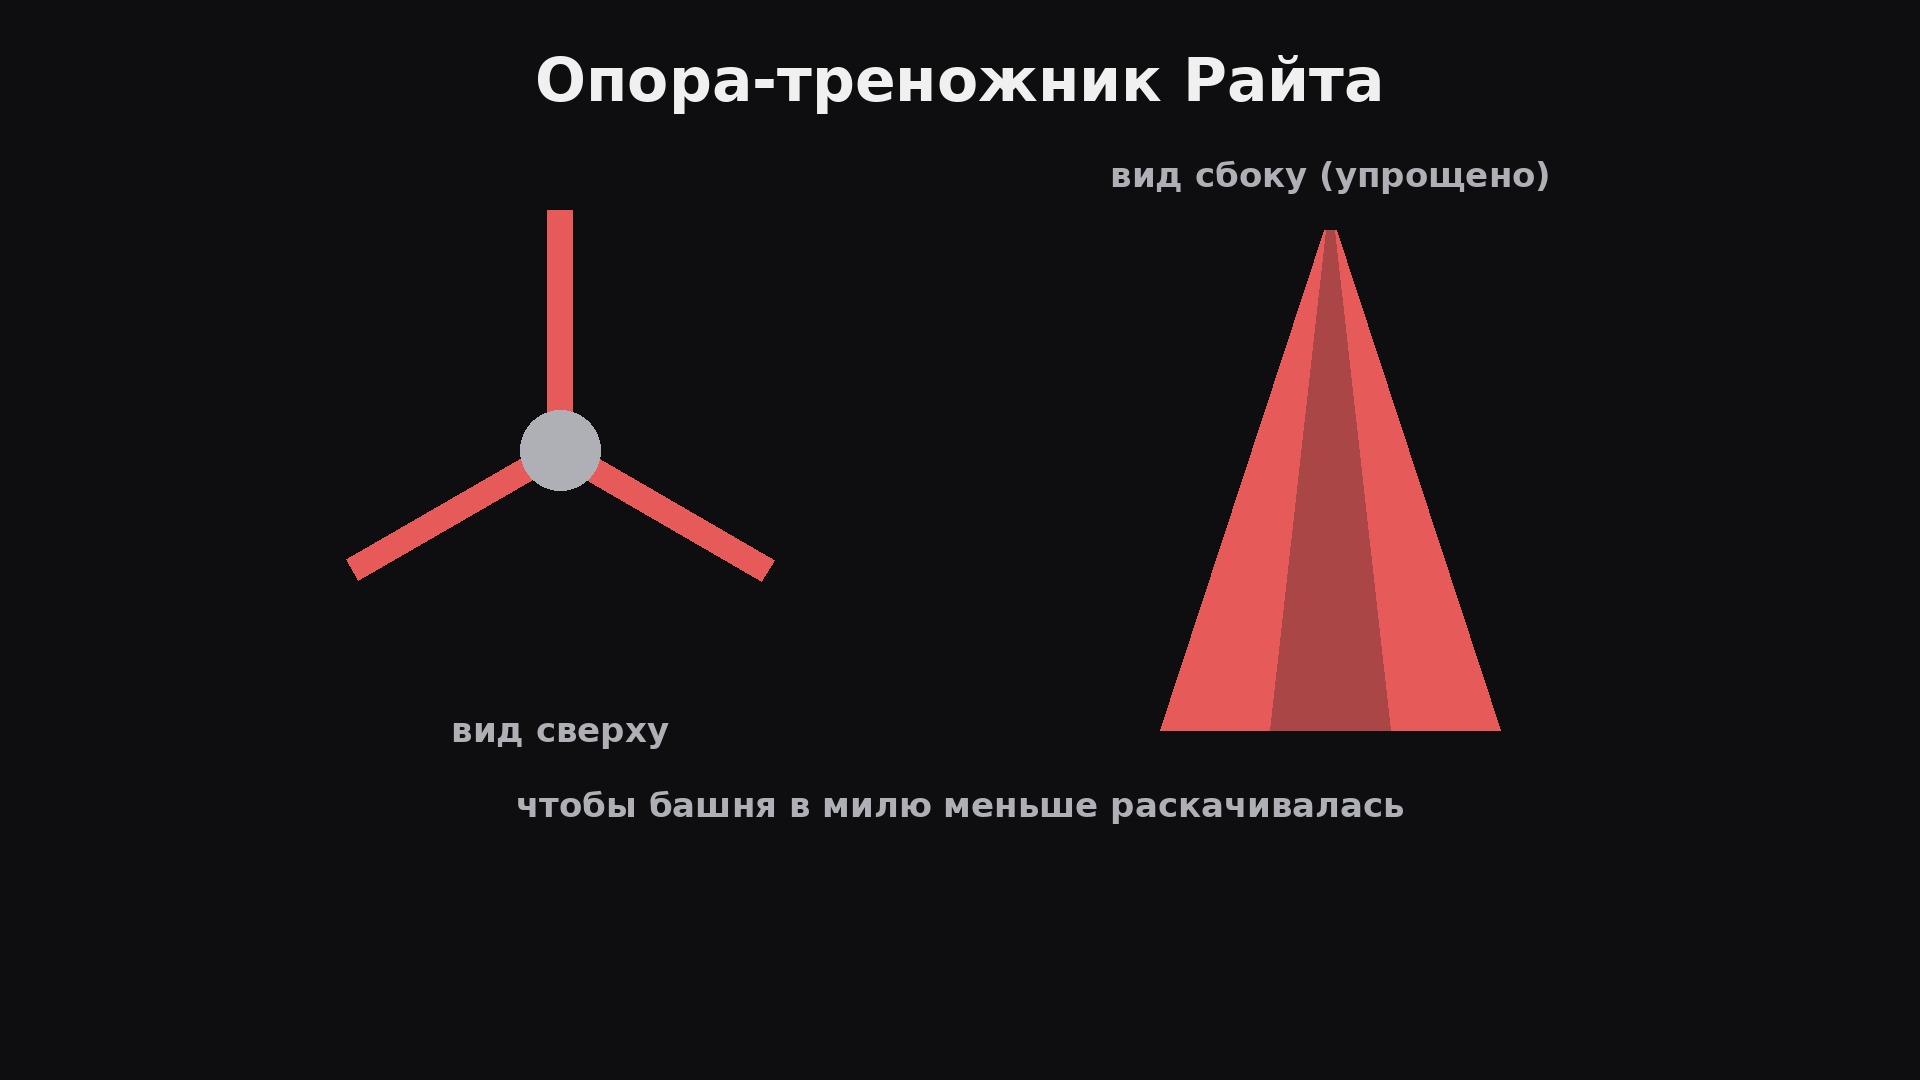 Опора-треножник Райта
вид сбоку (упрощено)
вид сверху
чтобы башня в милю меньше раскачивалась